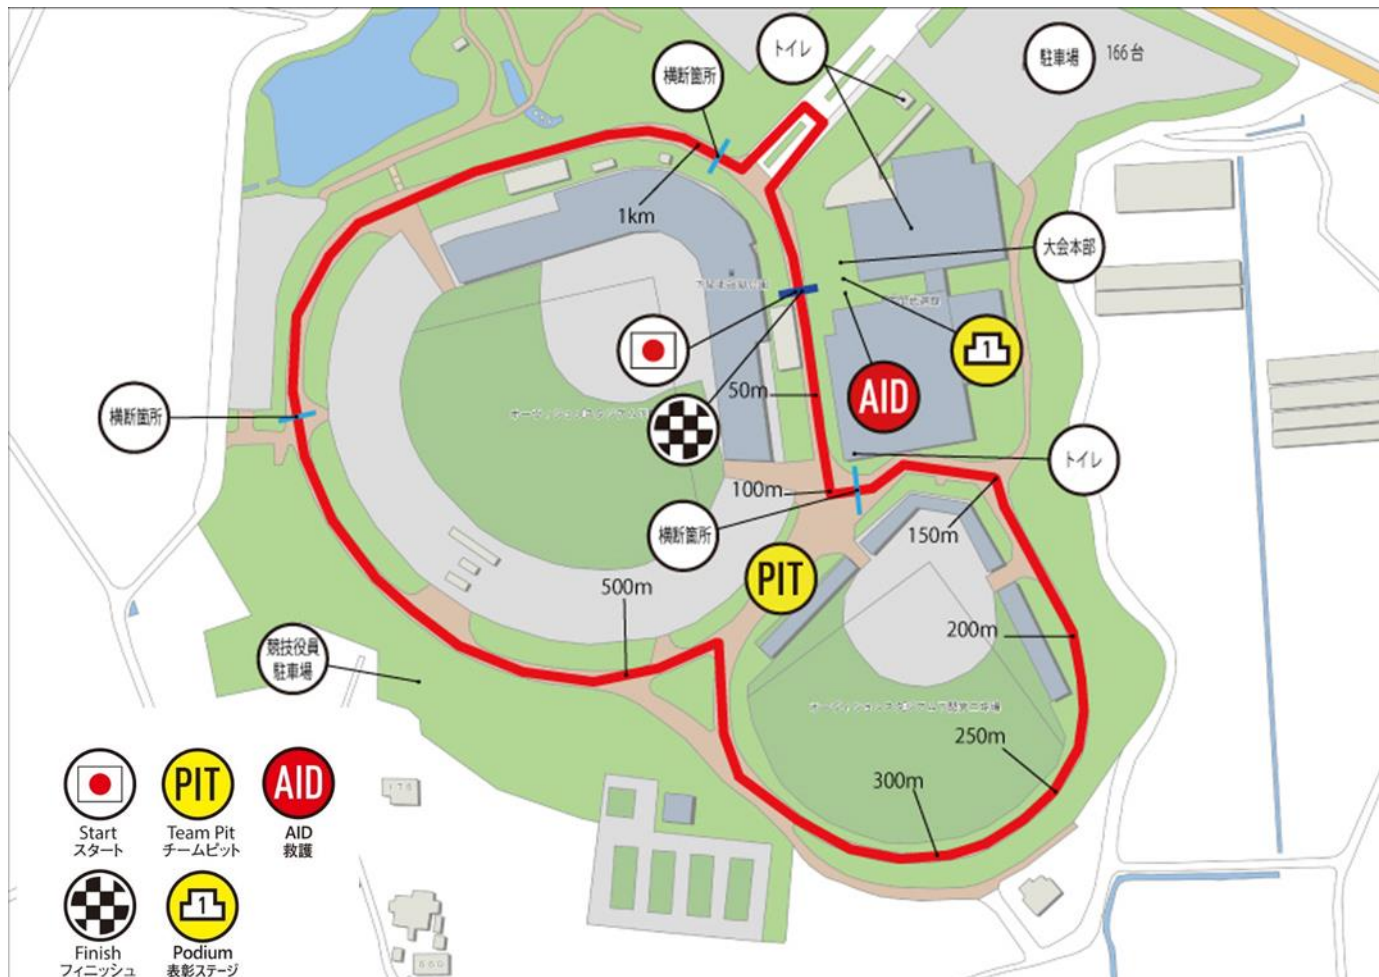 トイレ
駐車場
166台
横断箇所
1km
大会本部
1
50m
AID
横断箇所
トイレ
100m
横断箇所
150m
PIT
500m
200m
競技役員
駐車場
250m
300m
PIT
AID
Start
スタート
Team Pit
チームピット
AID
救護
1
Finish
フィニッシュ
Podium
表彰ステージ